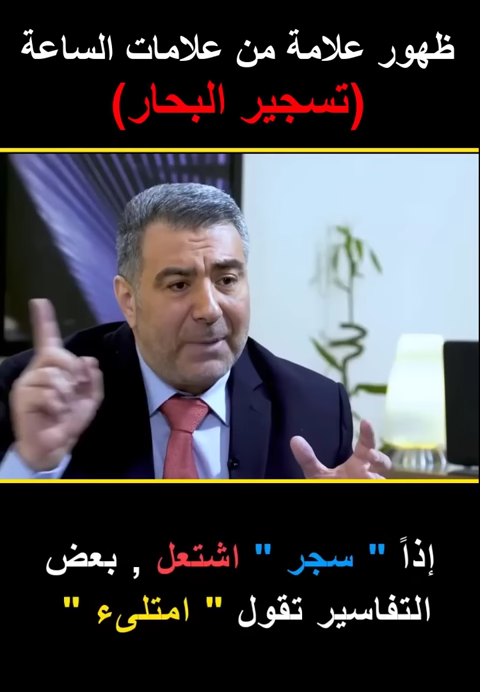 ظهور علامة من علامات الساعة
(تسجير البحار)
إذاً " سجر " اشتعل , بعض
التفاسير تقول " امتلىء "